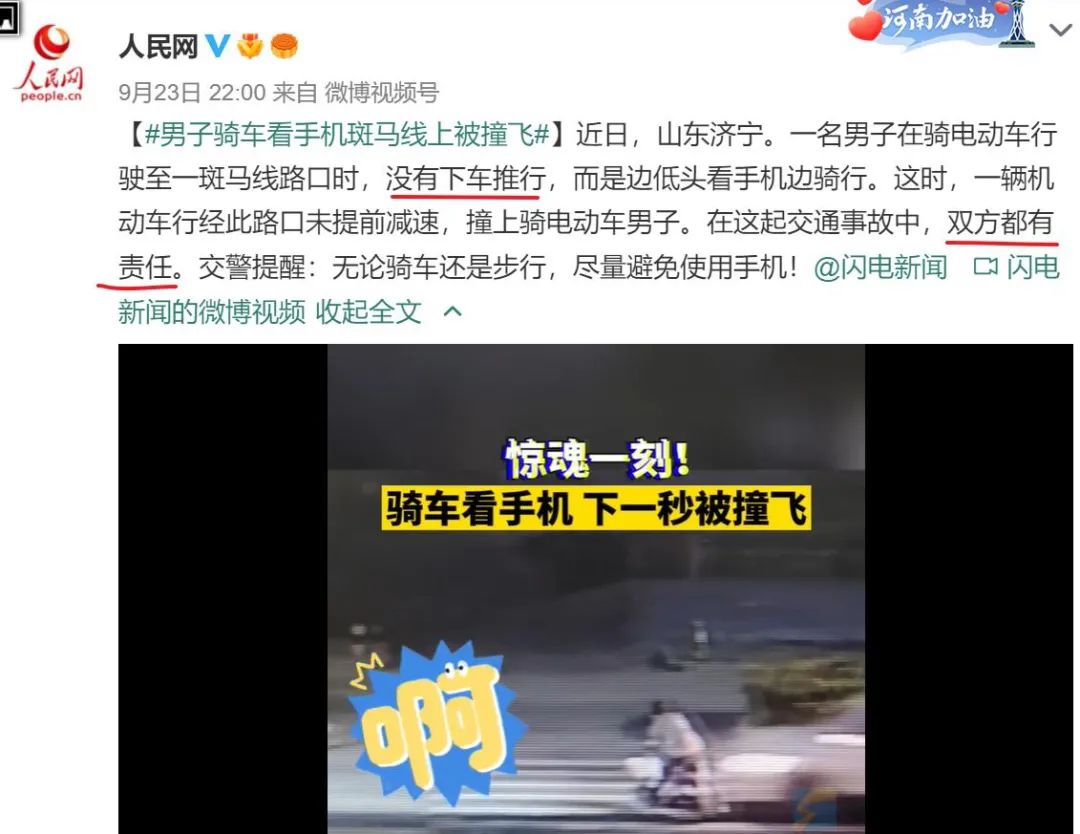 河南加油
人民网
人民网
people.cn
9月23日 22:00 来自 微博视频号
【#男子骑车看手机斑马线上被撞飞#】近日，山东济宁。一名男子在骑电动车行
驶至一斑马线路口时，没有下车推行，而是边低头看手机边骑行。这时，一辆机
动车行经此路口未提前减速，撞上骑电动车男子。在这起交通事故中，双方都有
责任。交警提醒：无论骑车还是步行，尽量避免使用手机！@闪电新闻 闪电
新闻的微博视频 收起全文
惊魂一刻！
骑车看手机 下一秒被撞飞
啊